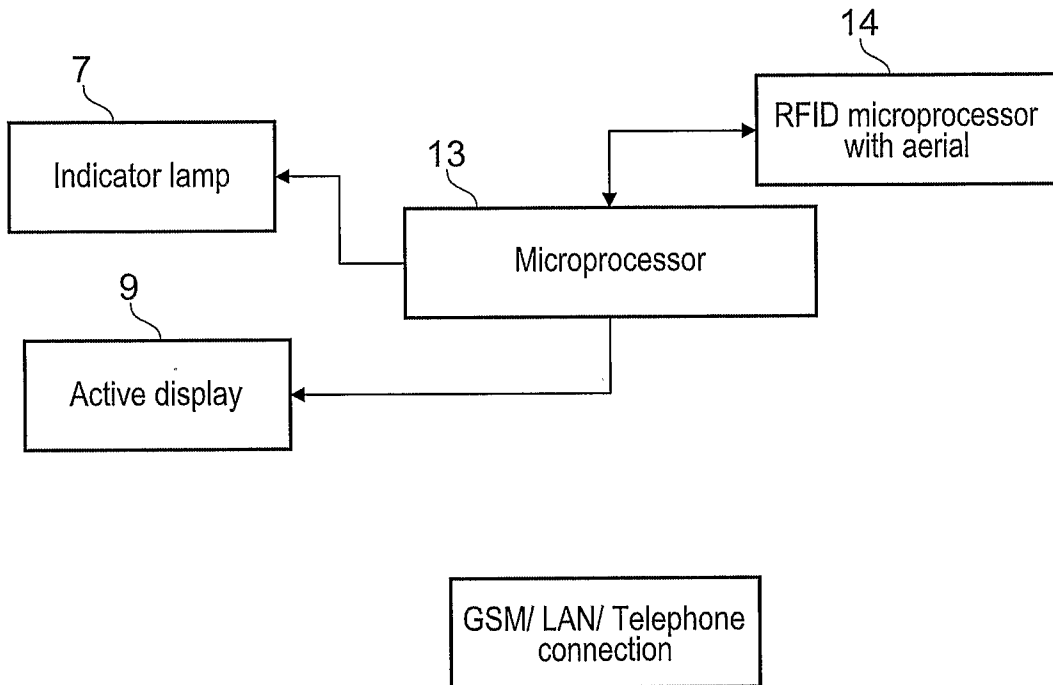 14
RFID microprocessor
with aerial
7
Indicator lamp
13
Microprocessor
9
Active display
GSM/ LAN/ Telephone
connection